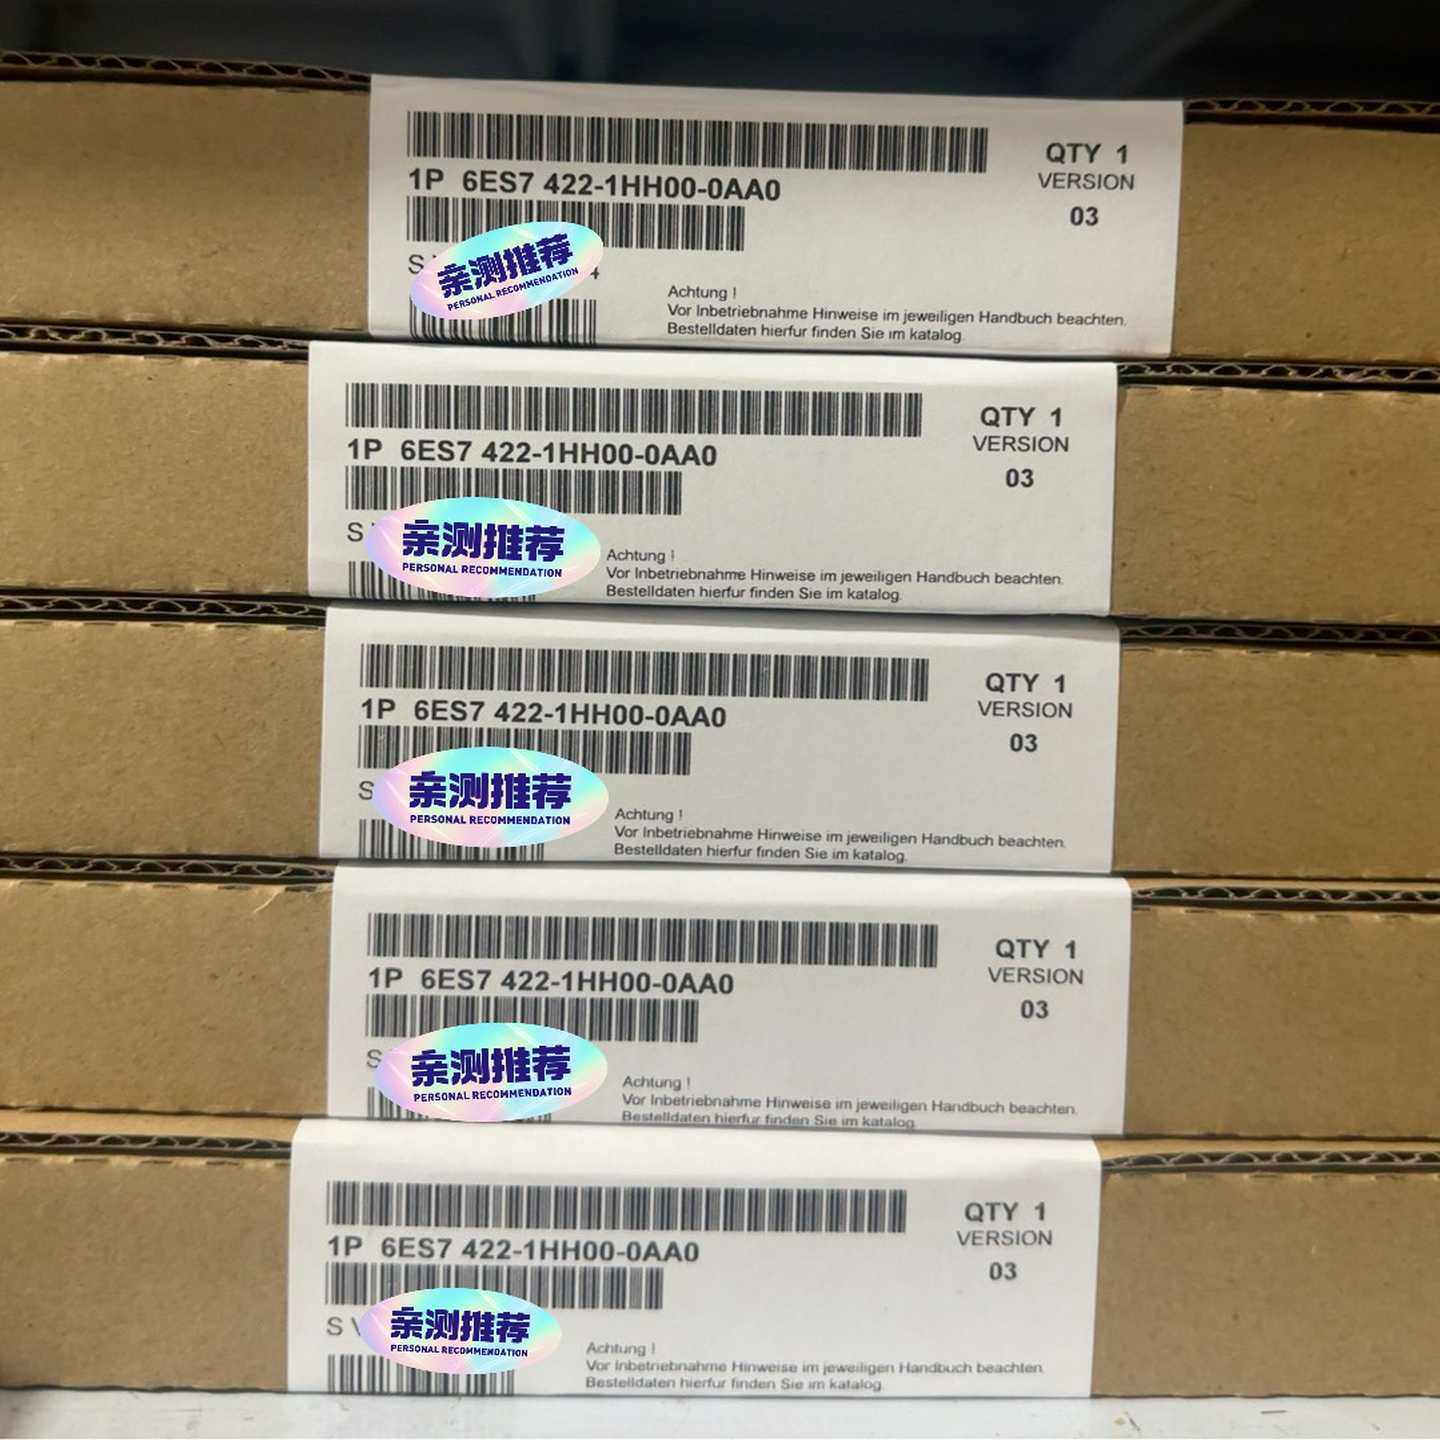 QTY 1
1P 6ES7 422-1HH00-0AA0
VERSION
03
S
4
亲测推荐
PERSONAL RECOMMENDATION
Achtung !
Vor Inbetriebnahme Hinweise im jeweiligen Handbuch beachten.
Bestelldaten hierfur finden Sie im katalog.
QTY 1
VERSION
1P 6ES7 422-1HH00-0AA0
03
S
亲测推荐
PERSONAL RECOMMENDATION
Achtung !
Vor Inbetriebnahme Hinweise im jeweiligen Handbuch beachten.
Bestelldaten hierfur finden Sie im katalog.
QTY 1
VERSION
1P 6ES7 422-1HH00-0AA0
03
S
亲测推荐
PERSONAL RECOMMENDATION
Achtung !
Vor Inbetriebnahme Hinweise im jeweiligen Handbuch beachten.
Bestelldaten hierfur finden Sie im katalog.
QTY 1
VERSION
1P 6ES7 422-1HH00-0AA0
03
S
亲测推荐
PERSONAL RECOMMENDATION
Achtung !
Vor Inbetriebnahme Hinweise im jeweiligen Handbuch beachten.
Bestelldaten hierfur finden Sie im katalog.
QTY 1
VERSION
1P 6ES7 422-1HH00-0AA0
03
S V
亲测推荐
PERSONAL RECOMMENDATION
Achtung !
Vor Inbetriebnahme Hinweise im jeweiligen Handbuch beachten.
Bestelldaten hierfur finden Sie im katalog.